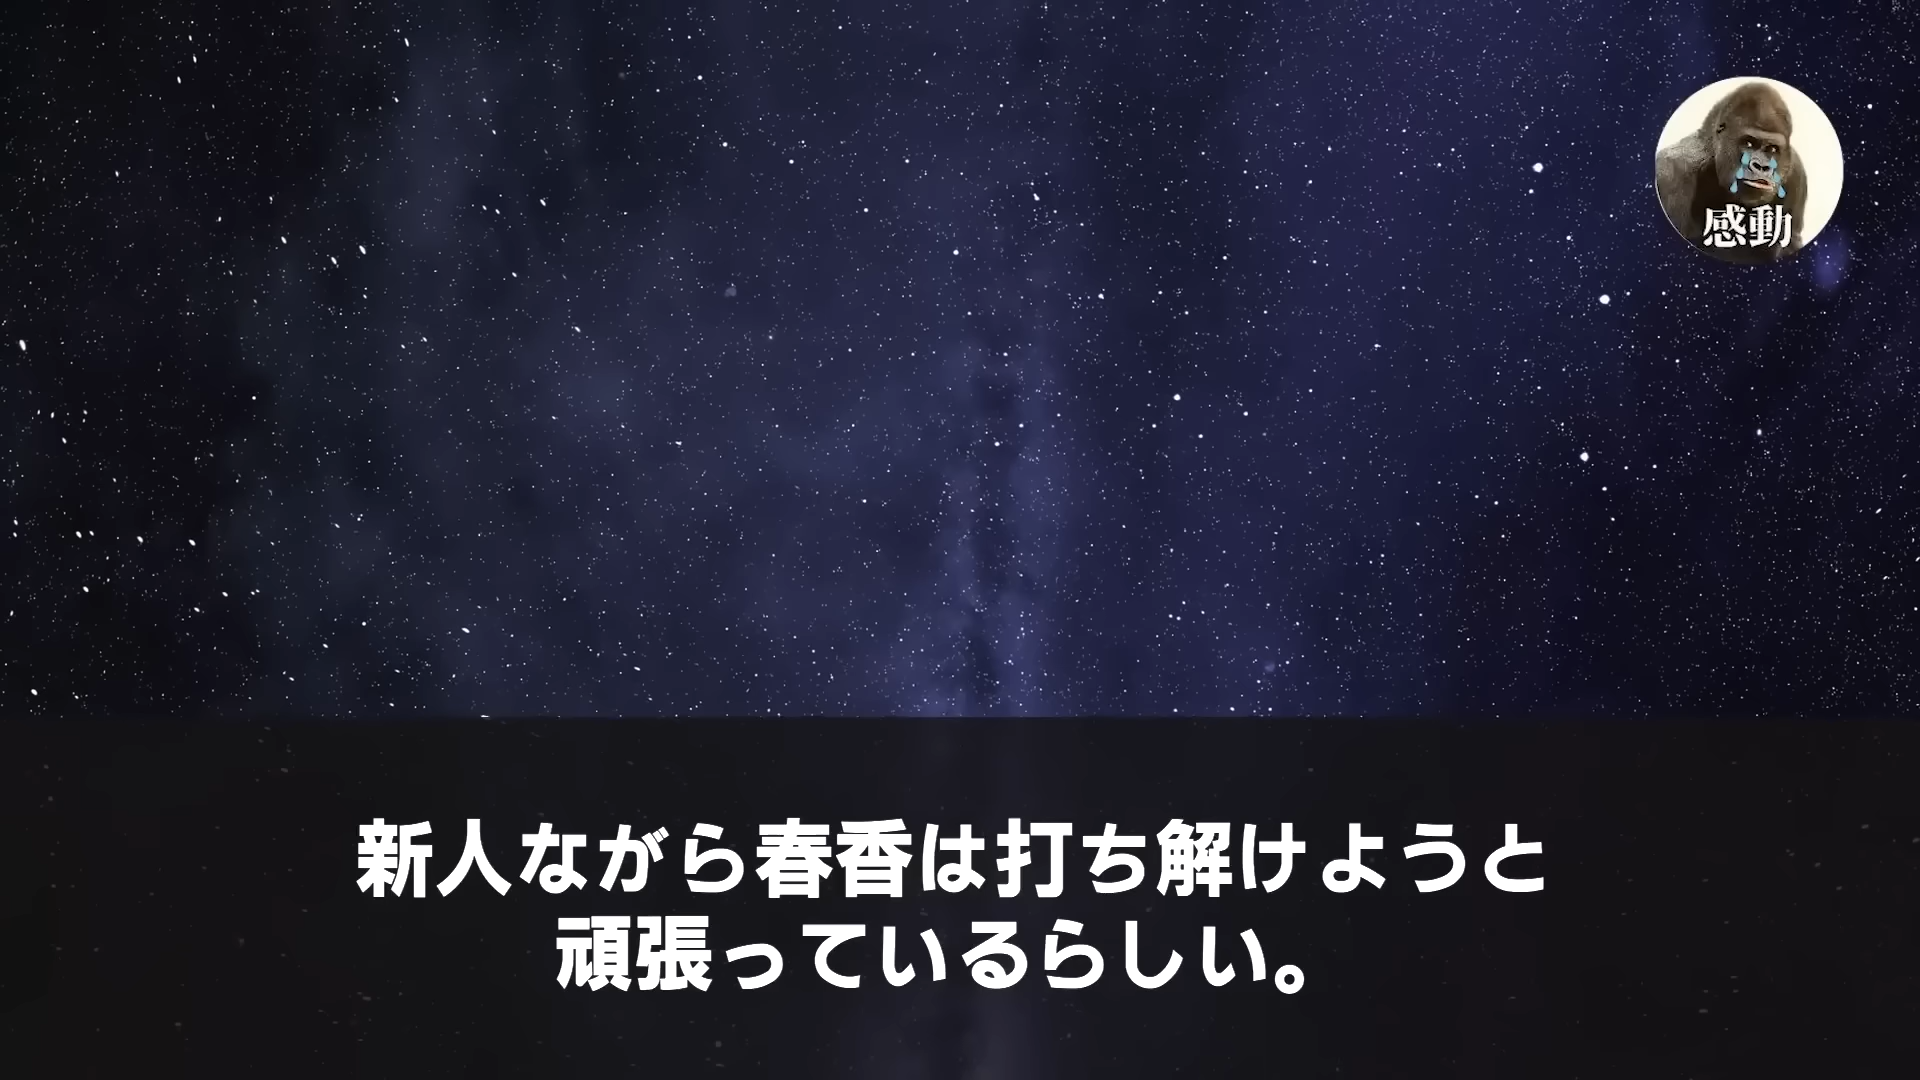 感動
新人ながら春香は打ち解けようと
頑張っているらしい。